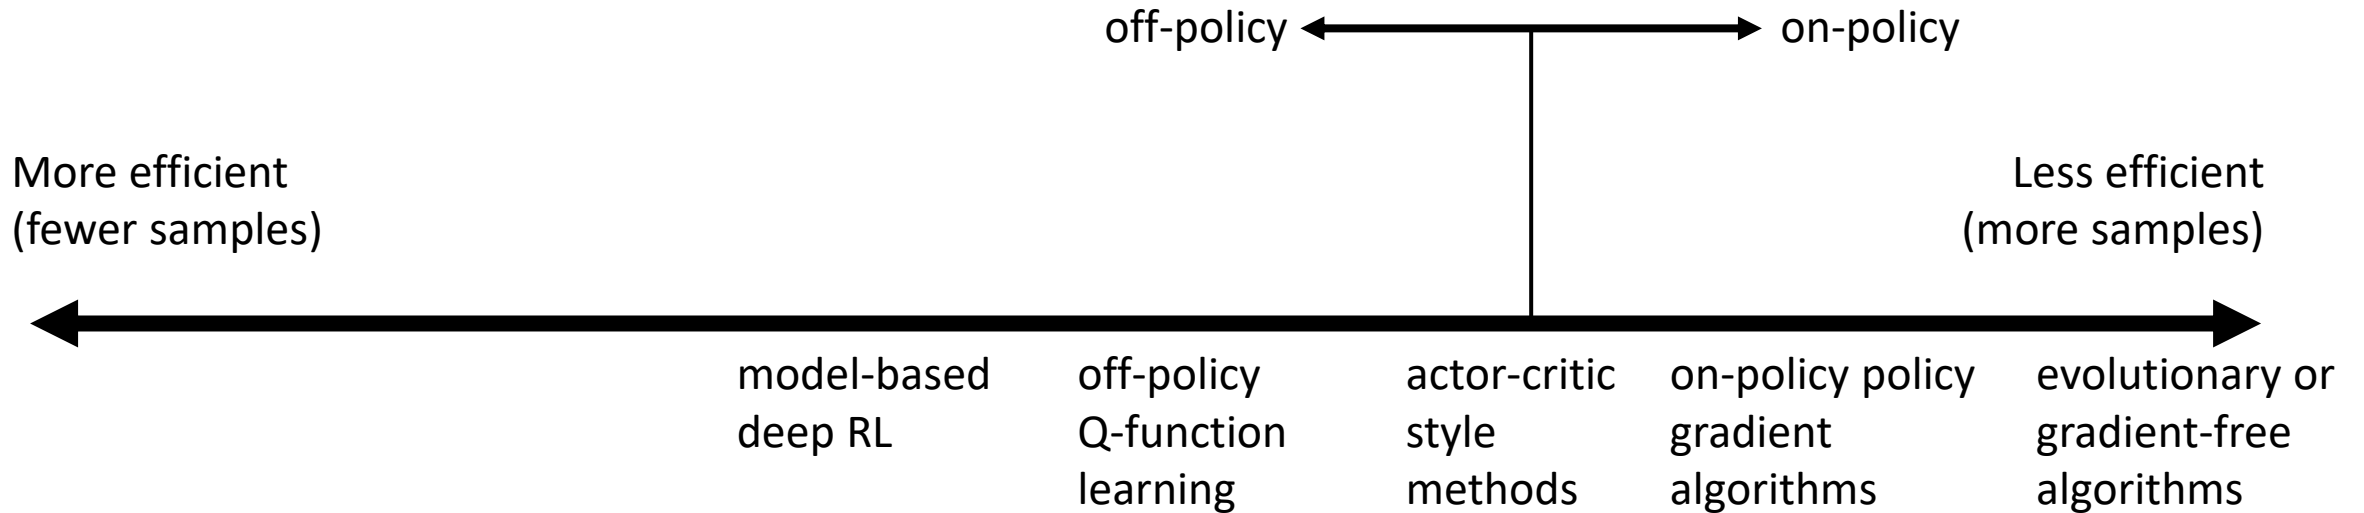 off-policy
on-policy
More efficient
(fewer samples)
Less efficient
(more samples)
model-based
deep RL
off-policy
Q-function
learning
actor-critic
style
methods
on-policy policy
gradient
algorithms
evolutionary or
gradient-free
algorithms